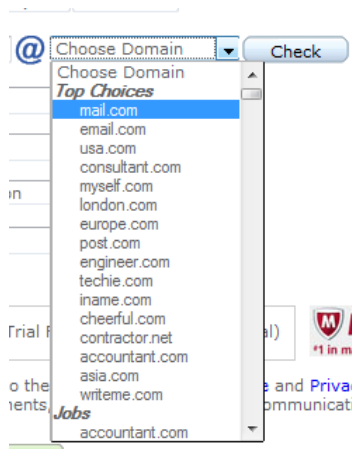 @ Choose Domain Check
Choose Domain
Top Choices
mail.com
email.com
usa.com
consultant.com
myself.com
on
london.com
europe.com
post.com
engineer.com
techie.com
iname.com
cheerful.com
Trial
al)
contractor.net
#1 in
accountant.com
asia.com
o the
and Priva
writeme.com
ents,
ommunicati
Jobs
accountant.com